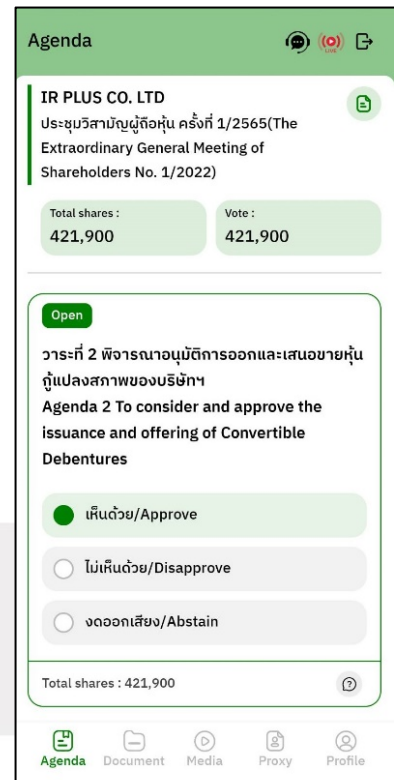 Agenda
LIVE
IR PLUS CO. LTD
ประชุมวิสามัญผู้ถือหุ้น ครั้งที่ 1/2565(The
Extraordinary General Meeting of
Shareholders No. 1/2022)
Total shares :
421,900
Vote :
421,900
Open
วาระที่ 2 พิจารณาอนุมัติการออกและเสนอขายหุ้น
กู้แปลงสภาพของบริษัทฯ
Agenda 2 To consider and approve the
issuance and offering of Convertible
Debentures
เห็นด้วย/Approve
ไม่เห็นด้วย/Disapprove
งดออกเสียง/Abstain
Total shares : 421,900
Agenda
Document
Media
Proxy
Profile